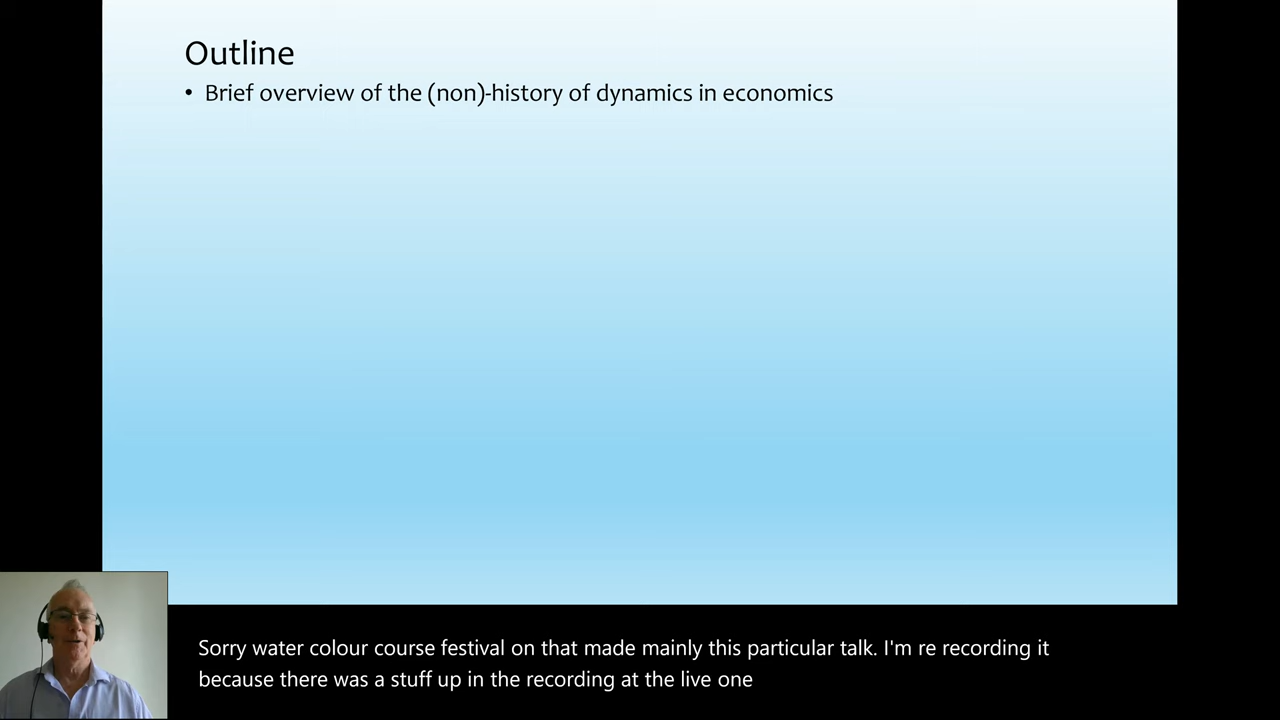 Outline
• Brief overview of the (non)-history of dynamics in economics
Sorry water colour course festival on that made mainly this particular talk. I'm re recording it
because there was a stuff up in the recording at the live one